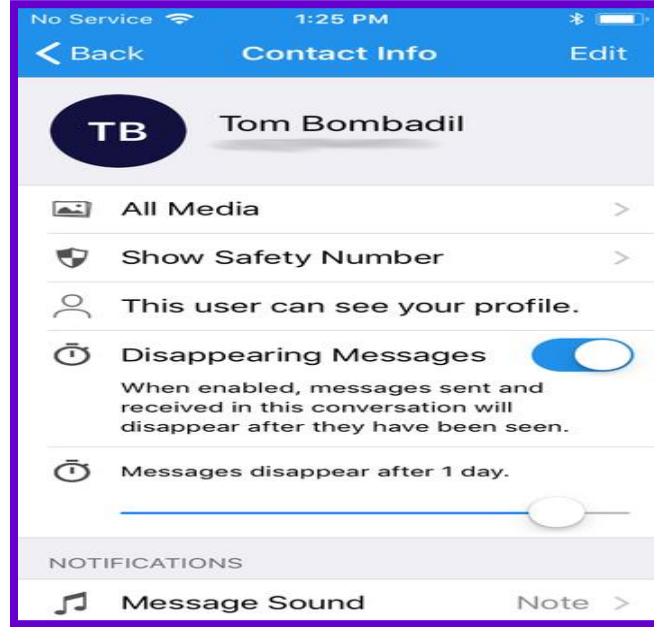 No Service 1:25 PM
Back Contact Info Edit
TB Tom Bombadil
All Media
Show Safety Number
This user can see your profile.
Disappearing Messages
When enabled, messages sent and
received in this conversation will
disappear after they have been seen.
Messages disappear after 1 day.
NOTIFICATIONS
Message Sound Note